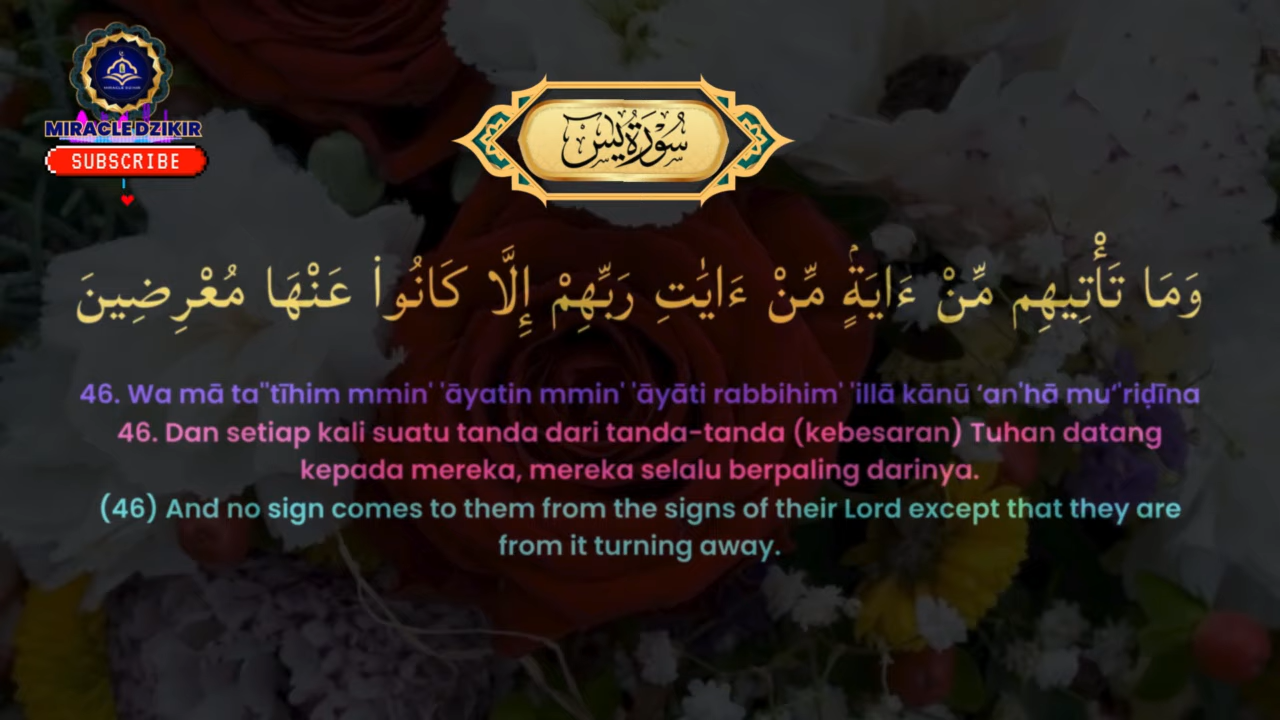 MIRACLE DZIKIR
SUBSCRIBE
سُوْرَةُ يٰسٓ
وَمَا تَأْتِيهِم مِّنْ ءَايَةٍۢ مِّنْ ءَايَٰتِ رَبِّهِمْ إِلَّا كَانُوا۟ عَنْهَا مُعْرِضِينَ
46. Wa mā ta''tīhim mmin' 'āyatin mmin' 'āyāti rabbihim' 'illā kānū ‘an'hā mu‘'riḍīna
46. Dan setiap kali suatu tanda dari tanda-tanda (kebesaran) Tuhan datang
kepada mereka, mereka selalu berpaling darinya.
(46) And no sign comes to them from the signs of their Lord except that they are
from it turning away.